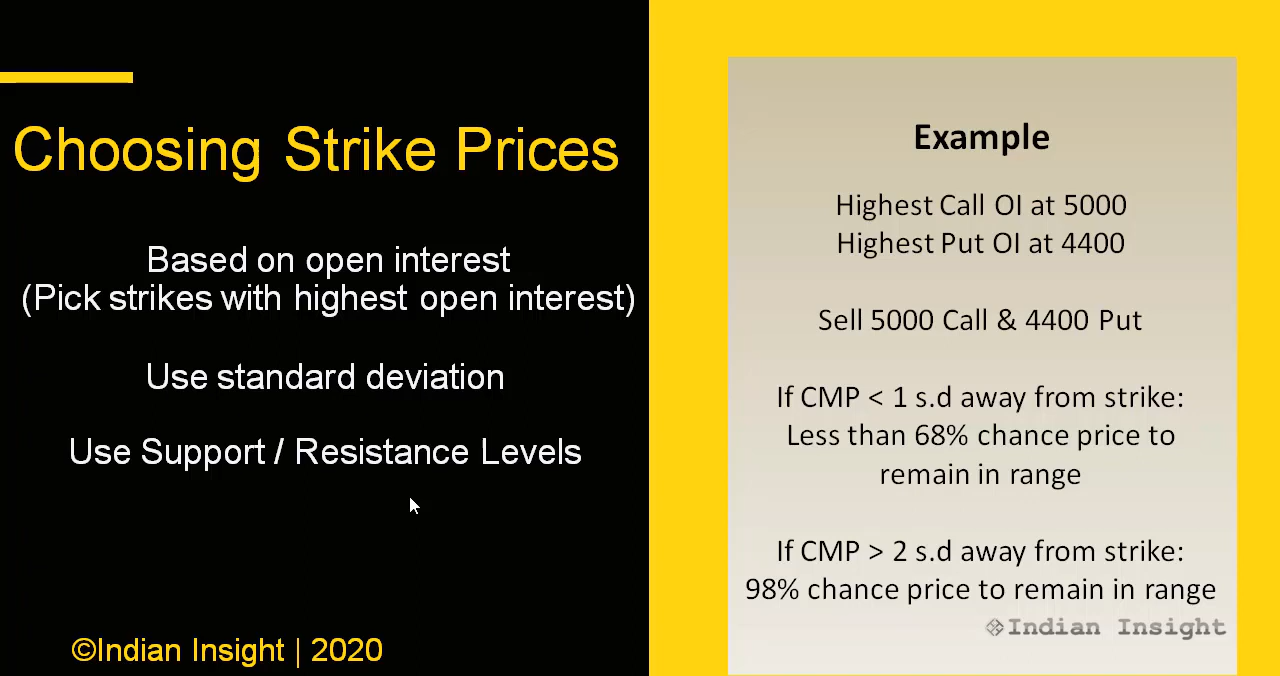 Choosing Strike Prices
Based on open interest
(Pick strikes with highest open interest)
Use standard deviation
Use Support / Resistance Levels
©Indian Insight | 2020
Example
Highest Call OI at 5000
Highest Put OI at 4400
Sell 5000 Call & 4400 Put
If CMP < 1 s.d away from strike:
Less than 68% chance price to
remain in range
If CMP > 2 s.d away from strike:
98% chance price to remain in range
Indian Insight